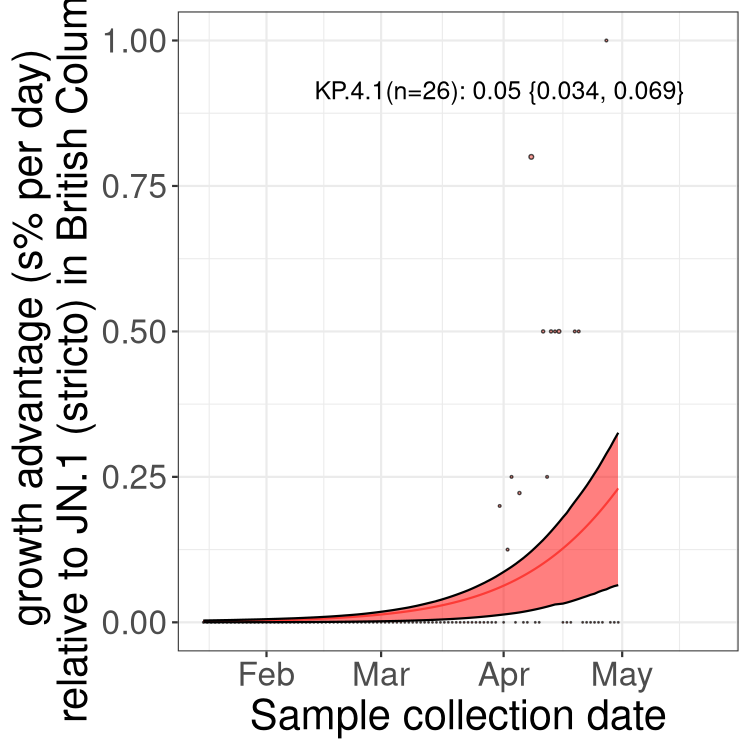 growth advantage (s% per day)
relative to JN.1 (stricto) in British Colum
1.00
0.75
0.50
0.25
0.00
KP.4.1(n=26): 0.05 {0.034, 0.069}
Feb Mar Apr May
Sample collection date